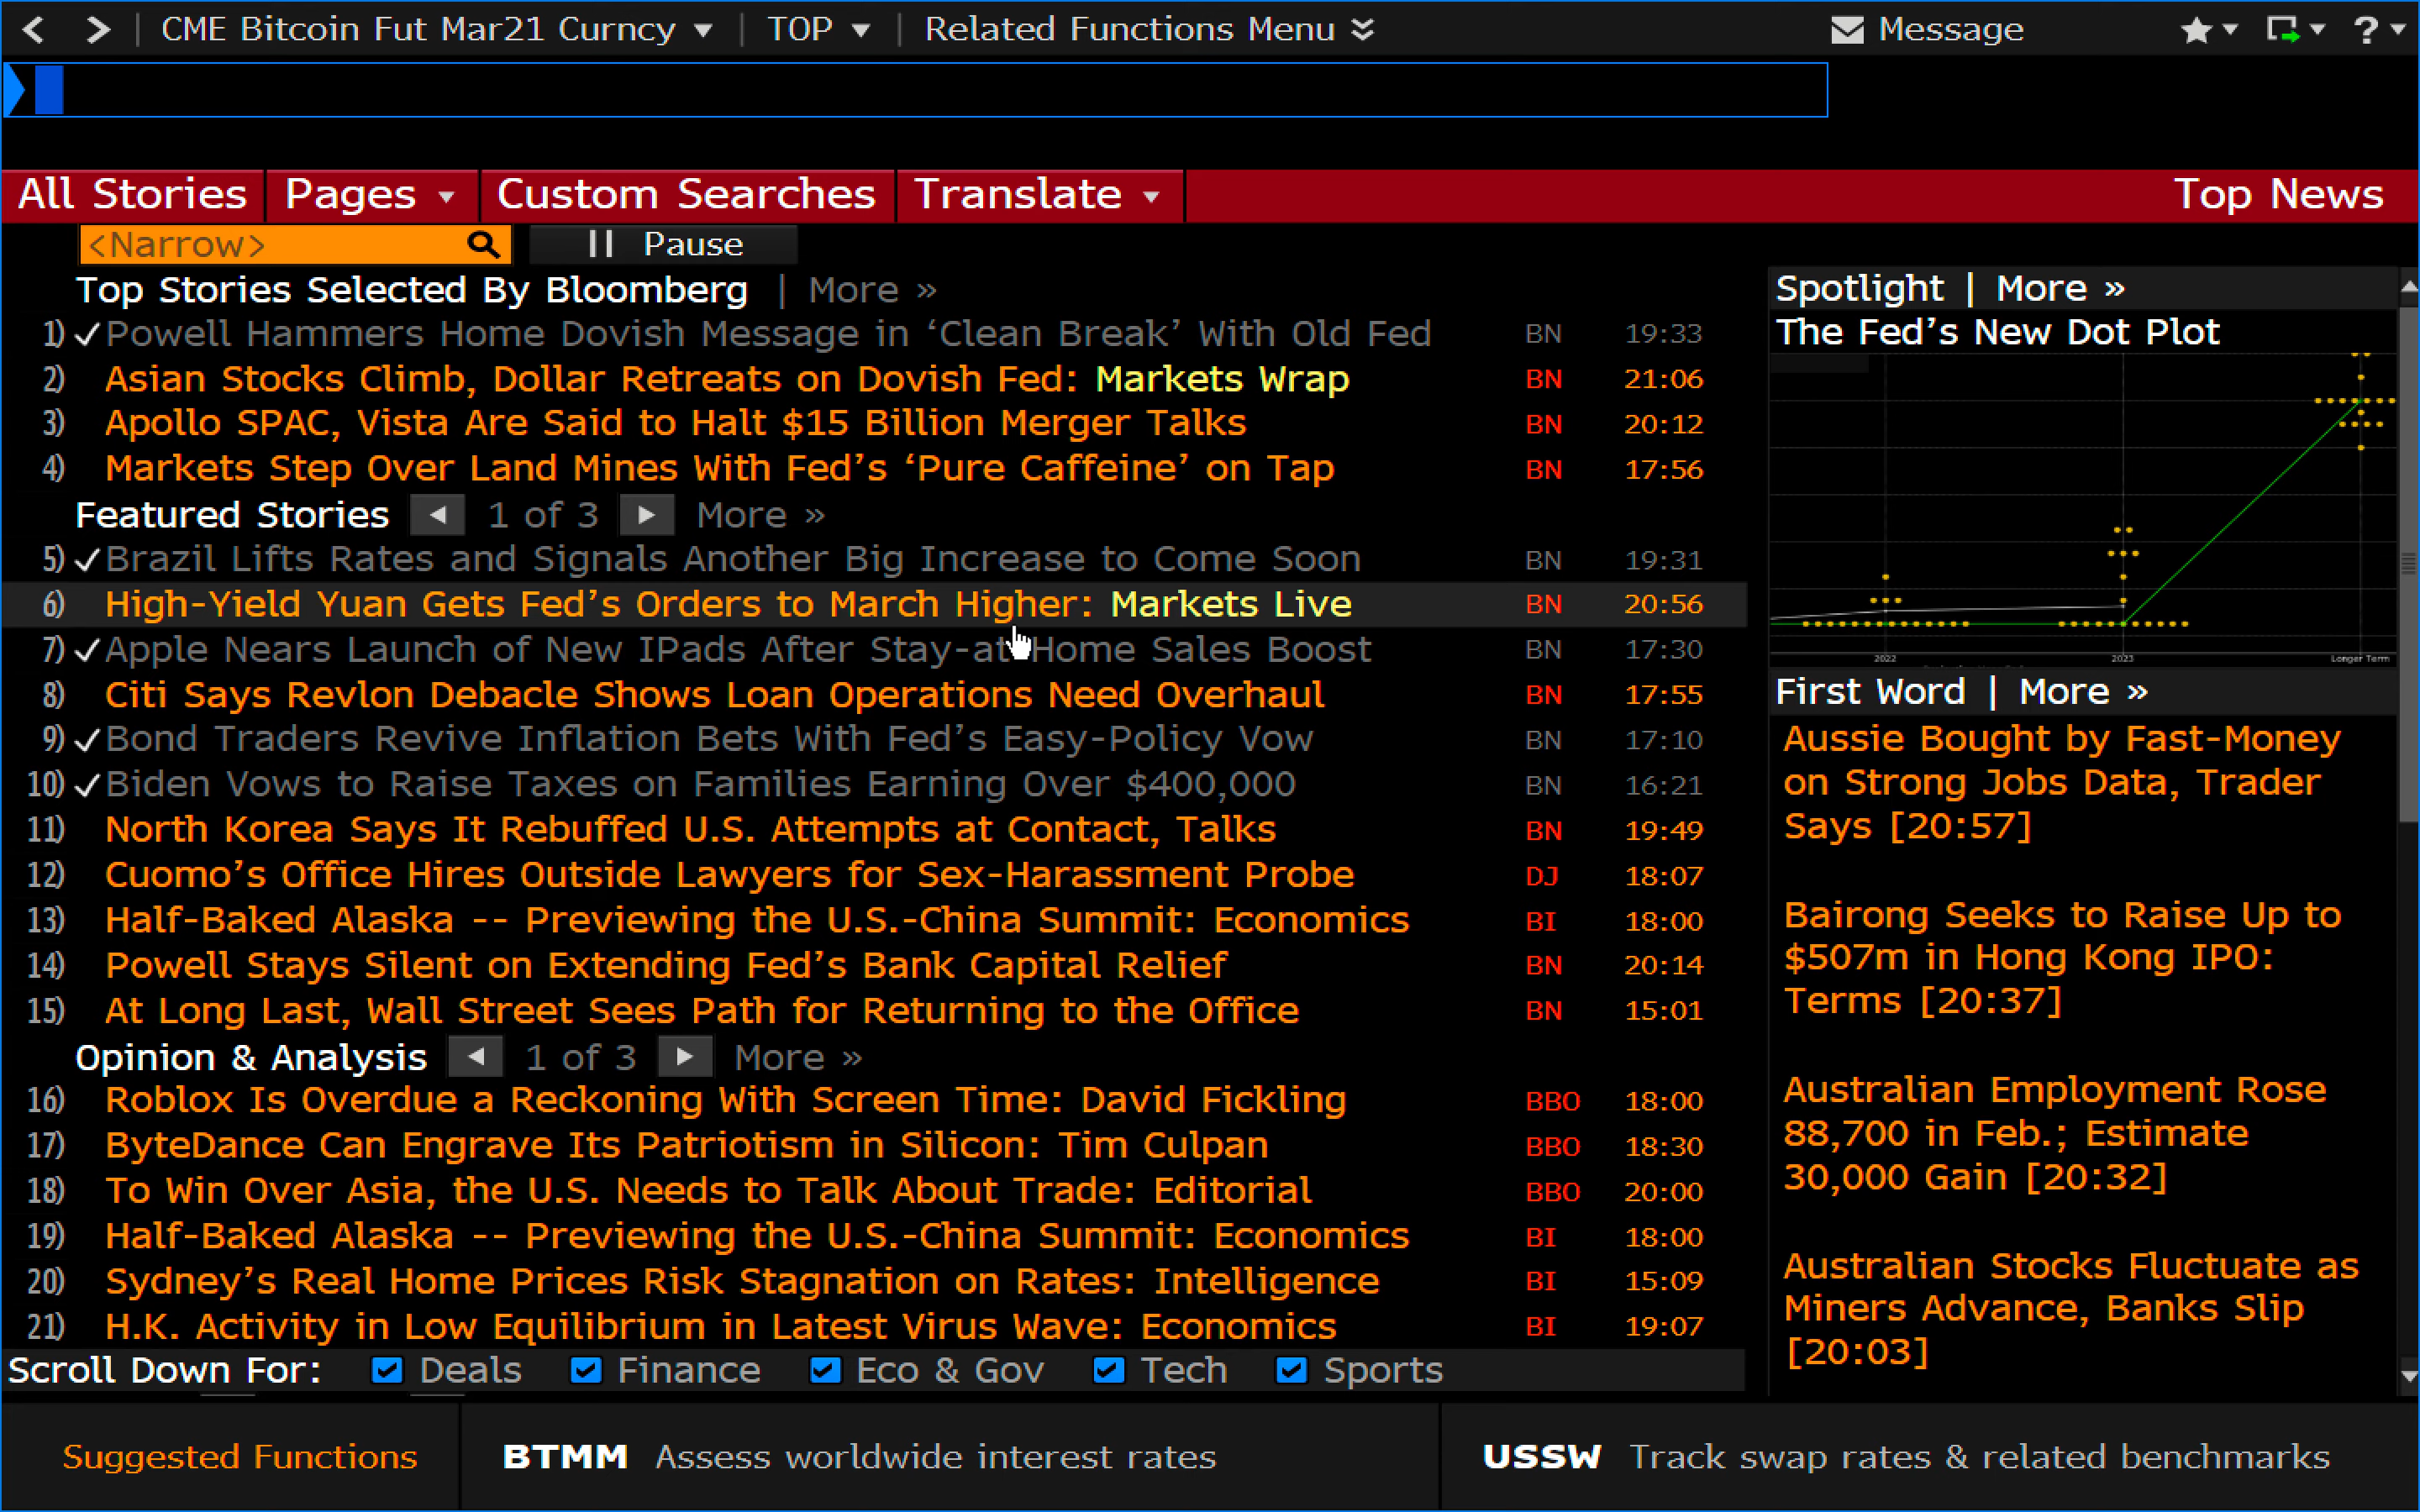 CME Bitcoin Fut Mar21 Curncy TOP Related Functions Menu Message ?
All Stories Pages Custom Searches Translate Top News
<Narrow> Pause
Top Stories Selected By Bloomberg | More »
1) Powell Hammers Home Dovish Message in ‘Clean Break’ With Old Fed BN 19:33
2) Asian Stocks Climb, Dollar Retreats on Dovish Fed: Markets Wrap BN 21:06
3) Apollo SPAC, Vista Are Said to Halt $15 Billion Merger Talks BN 20:12
4) Markets Step Over Land Mines With Fed’s ‘Pure Caffeine’ on Tap BN 17:56
Featured Stories 1 of 3 More »
5) Brazil Lifts Rates and Signals Another Big Increase to Come Soon BN 19:31
6) High-Yield Yuan Gets Fed’s Orders to March Higher: Markets Live BN 20:56
7) Apple Nears Launch of New IPads After Stay-at-Home Sales Boost BN 17:30
8) Citi Says Revlon Debacle Shows Loan Operations Need Overhaul BN 17:55
9) Bond Traders Revive Inflation Bets With Fed’s Easy-Policy Vow BN 17:10
10) Biden Vows to Raise Taxes on Families Earning Over $400,000 BN 16:21
11) North Korea Says It Rebuffed U.S. Attempts at Contact, Talks BN 19:49
12) Cuomo’s Office Hires Outside Lawyers for Sex-Harassment Probe DJ 18:07
13) Half-Baked Alaska -- Previewing the U.S.-China Summit: Economics BI 18:00
14) Powell Stays Silent on Extending Fed’s Bank Capital Relief BN 20:14
15) At Long Last, Wall Street Sees Path for Returning to the Office BN 15:01
Opinion & Analysis 1 of 3 More »
16) Roblox Is Overdue a Reckoning With Screen Time: David Fickling BBO 18:00
17) ByteDance Can Engrave Its Patriotism in Silicon: Tim Culpan BBO 18:30
18) To Win Over Asia, the U.S. Needs to Talk About Trade: Editorial BBO 20:00
19) Half-Baked Alaska -- Previewing the U.S.-China Summit: Economics BI 18:00
20) Sydney’s Real Home Prices Risk Stagnation on Rates: Intelligence BI 15:09
21) H.K. Activity in Low Equilibrium in Latest Virus Wave: Economics BI 19:07
Scroll Down For: Deals Finance Eco & Gov Tech Sports
Spotlight | More »
The Fed’s New Dot Plot
2022 2023 Longer Term
First Word | More »
Aussie Bought by Fast-Money
on Strong Jobs Data, Trader
Says [20:57]
Bairong Seeks to Raise Up to
$507m in Hong Kong IPO:
Terms [20:37]
Australian Employment Rose
88,700 in Feb.; Estimate
30,000 Gain [20:32]
Australian Stocks Fluctuate as
Miners Advance, Banks Slip
[20:03]
Suggested Functions BTMM Assess worldwide interest rates USSW Track swap rates & related benchmarks